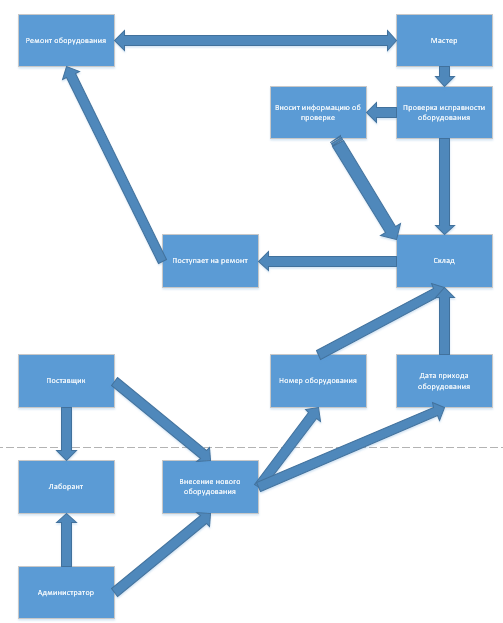 Ремонт оборудования
Мастер
Вносит информацию об
проверке
Проверка исправности
оборудования
Поступает на ремонт
Склад
Поставщик
Номер оборудования
Дата прихода
оборудования
Лаборант
Внесение нового
оборудования
Администратор